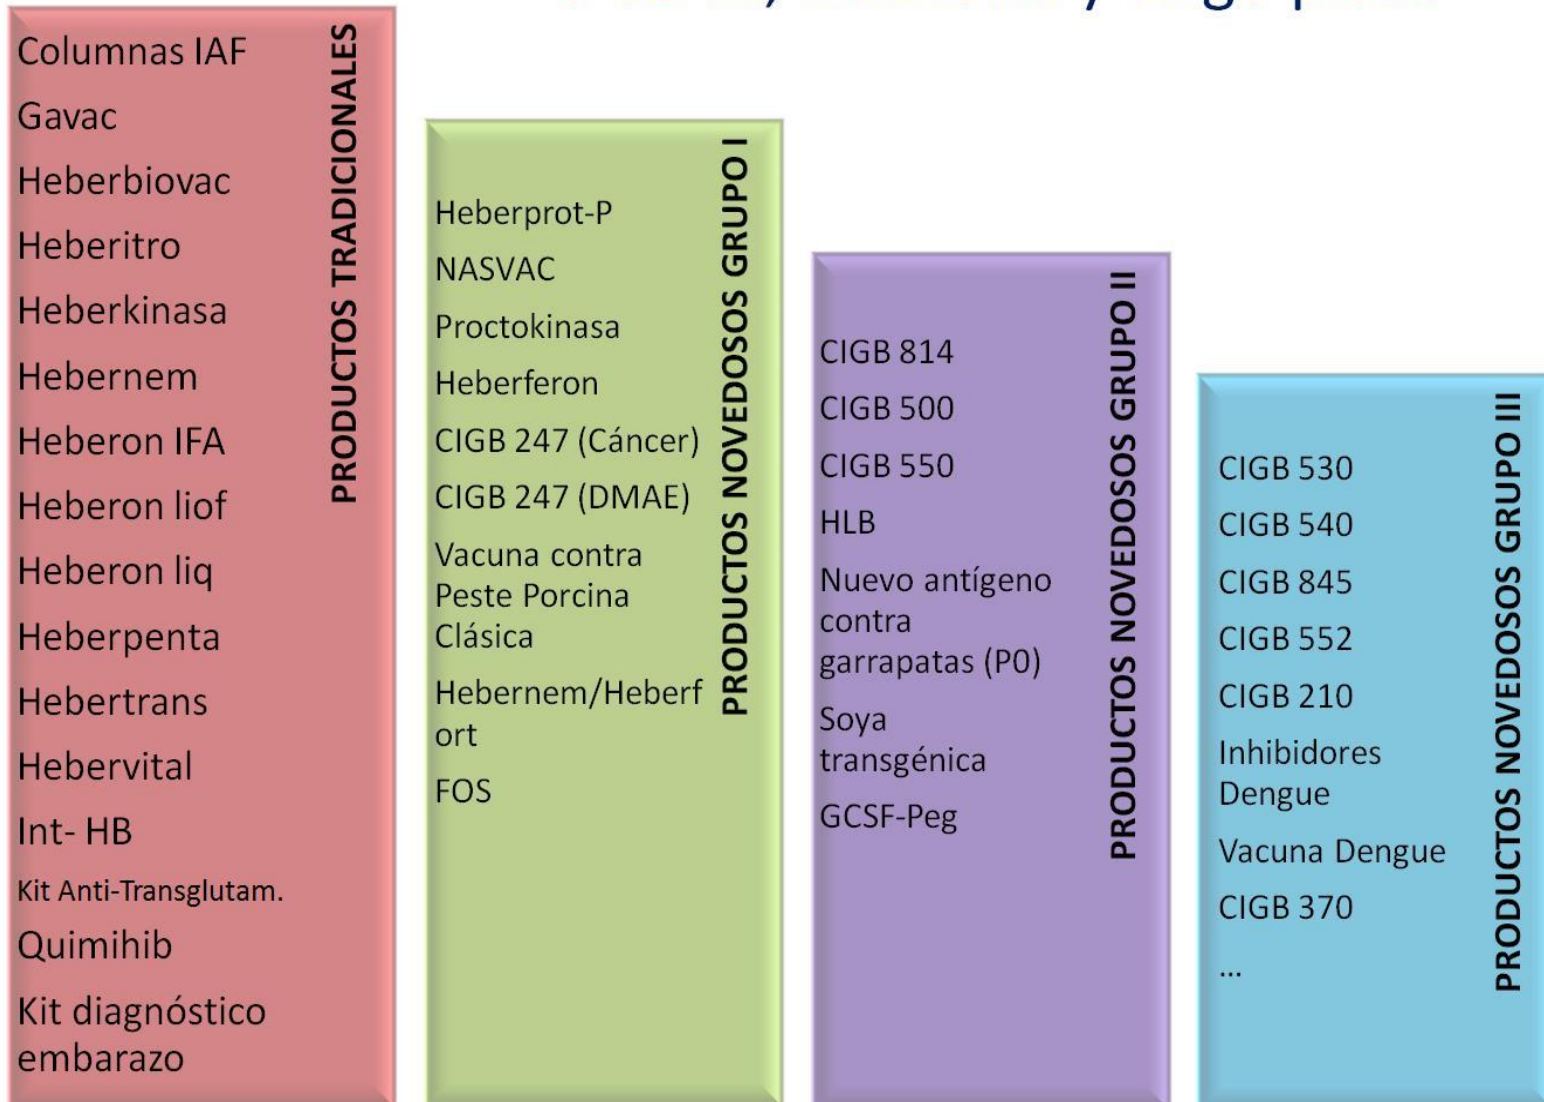 Columnas IAF
Gavac
Heberbiovac
Heberitro
Heberkinasa
Hebernem
Heberon IFA
Heberon liof
Heberon liq
Heberpenta
Hebertrans
Hebervital
Int- HB
Kit Anti-Transglutam.
Quimihib
Kit diagnóstico
embarazo
PRODUCTOS TRADICIONALES
Heberprot-P
NASVAC
Proctokinasa
Heberferon
CIGB 247 (Cáncer)
CIGB 247 (DMAE)
Vacuna contra
Peste Porcina
Clásica
Hebernem/Heberf
ort
FOS
PRODUCTOS NOVEDOSOS GRUPO I
CIGB 814
CIGB 500
CIGB 550
HLB
Nuevo antígeno
contra
garrapatas (P0)
Soya
transgénica
GCSF-Peg
PRODUCTOS NOVEDOSOS GRUPO II
CIGB 530
CIGB 540
CIGB 845
CIGB 552
CIGB 210
Inhibidores
Dengue
Vacuna Dengue
CIGB 370
...
PRODUCTOS NOVEDOSOS GRUPO III